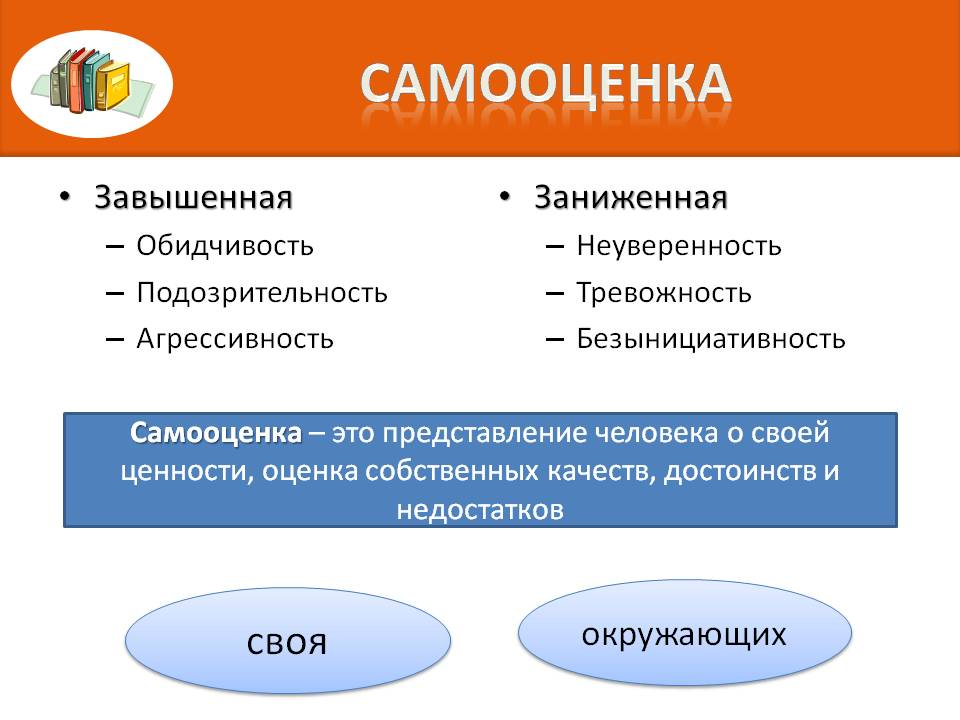 САМООЦЕНКА
• Завышенная
– Обидчивость
– Подозрительность
– Агрессивность
• Заниженная
– Неуверенность
– Тревожность
– Безынициативность
Самооценка – это представление человека о своей
ценности, оценка собственных качеств, достоинств и
недостатков
своя
окружающих